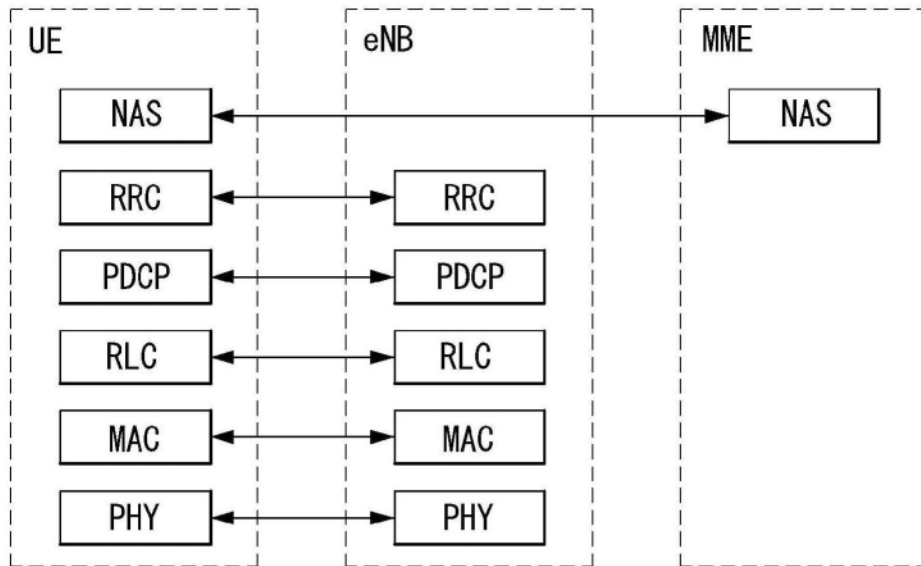 UE eNB MME
NAS NAS
RRC RRC
PDCP PDCP
RLC RLC
MAC MAC
PHY PHY